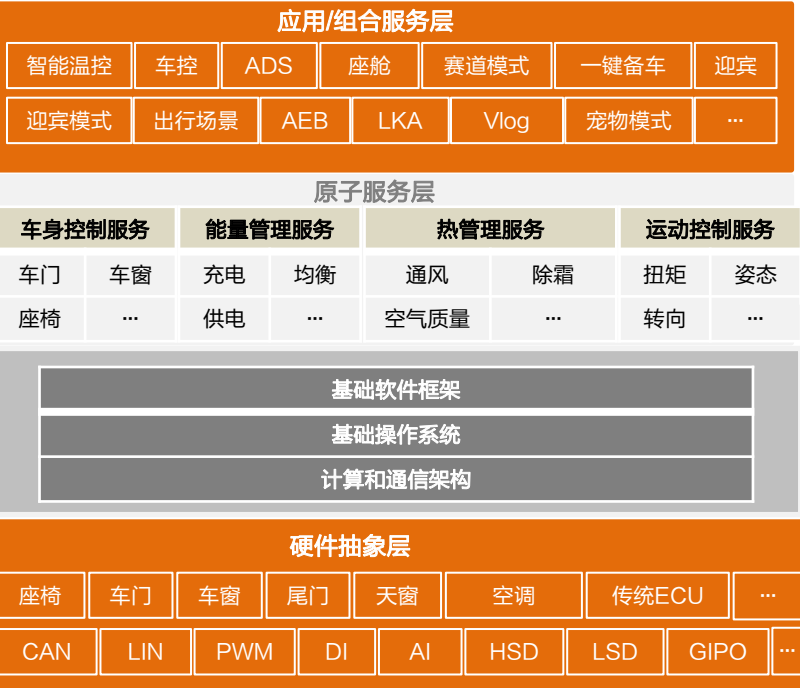 应用/组合服务层
智能温控 车控 ADS 座舱 赛道模式 一键备车 迎宾
迎宾模式 出行场景 AEB LKA Vlog 宠物模式 ...
原子服务层
车身控制服务 能量管理服务 热管理服务 运动控制服务
车门 车窗 充电 均衡 通风 除霜 扭矩 姿态
座椅 ... 供电 ... 空气质量 ... 转向 ...
基础软件框架
基础操作系统
计算和通信架构
硬件抽象层
座椅 车门 车窗 尾门 天窗 空调 传统ECU ...
CAN LIN PWM DI AI HSD LSD GIPO ...